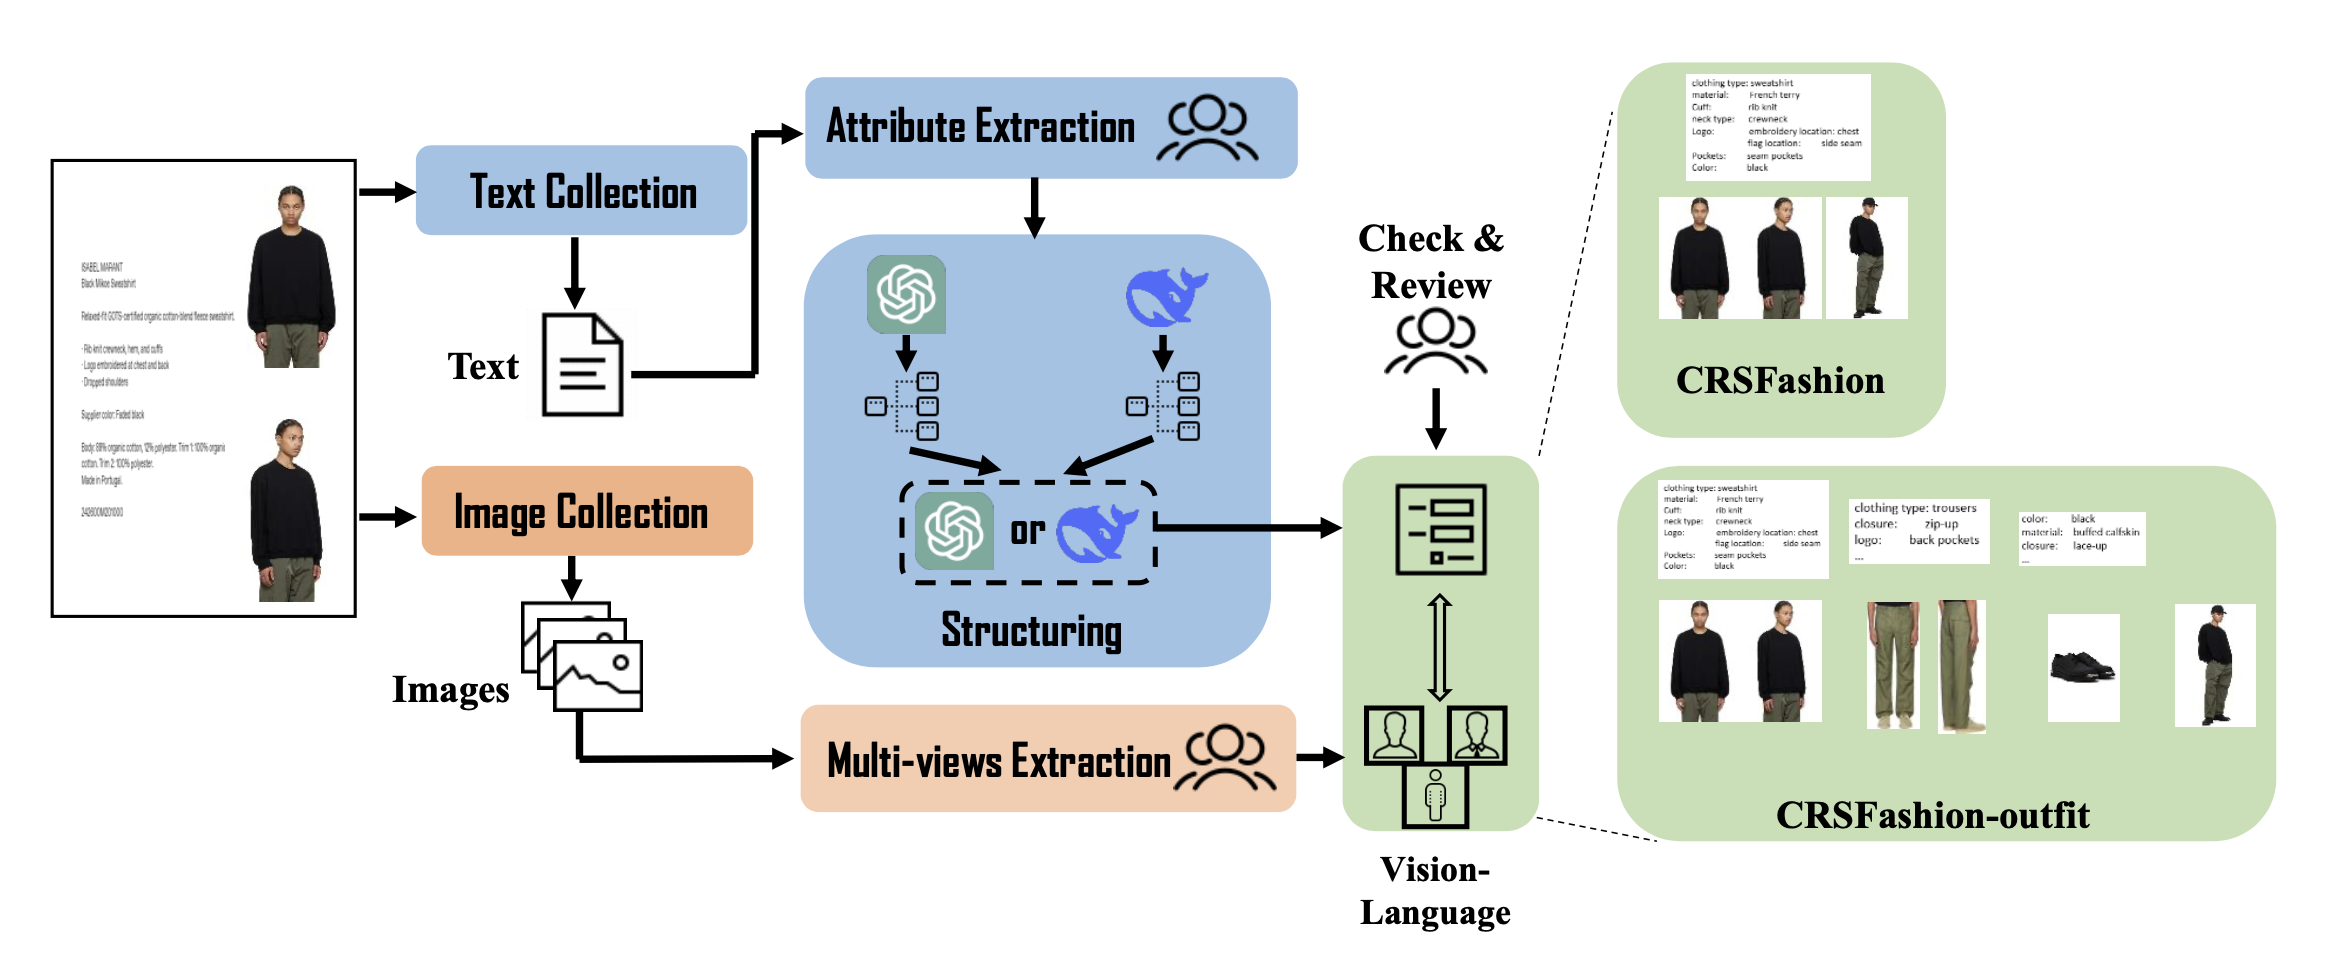 ISABEL MARANT
Black Mikoe Sweatshirt
Relaxed-fit GOTS-certified organic cotton-blend fleece sweatshirt.
· Rib knit crewneck, hem, and cuffs
· Logo embroidered at chest and back
· Dropped shoulders
Supplier color: Faded black
Body: 88% organic cotton, 12% polyester. Trim 1: 100% organic
cotton. Trim 2: 100% polyester.
Made in Portugal.
242600M201000
Text Collection
Text
Image Collection
Images
Attribute Extraction
or
Structuring
Multi-views Extraction
Check &
Review
Vision-
Language
clothing type: sweatshirt
material: French terry
Cuff: rib knit
neck type: crewneck
Logo: embroidery location: chest
flag location: side seam
Pockets: seam pockets
Color: black
CRSFashion
clothing type: sweatshirt
material: French terry
Cuff: rib knit
neck type: crewneck
Logo: embroidery location: chest
flag location: side seam
Pockets: seam pockets
Color: black
clothing type: trousers
closure: zip-up
logo: back pockets
...
color: black
material: buffed calfskin
closure: lace-up
...
CRSFashion-outfit